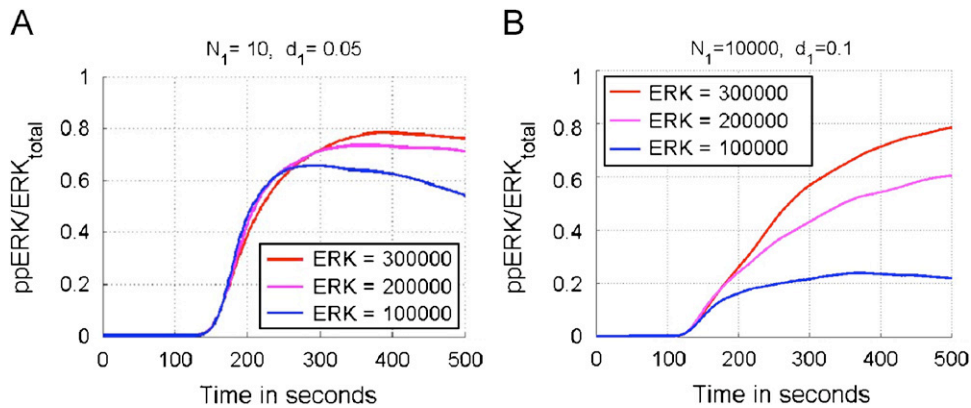 A
N1= 10, d1= 0.05
1
0.8
0.6
0.4
0.2
0
ppERK/ERKtotal
ERK = 300000
ERK = 200000
ERK = 100000
0 100 200 300 400 500
Time in seconds
B
N1=10000, d1=0.1
1
0.8
0.6
0.4
0.2
0
ppERK/ERKtotal
ERK = 300000
ERK = 200000
ERK = 100000
0 100 200 300 400 500
Time in seconds